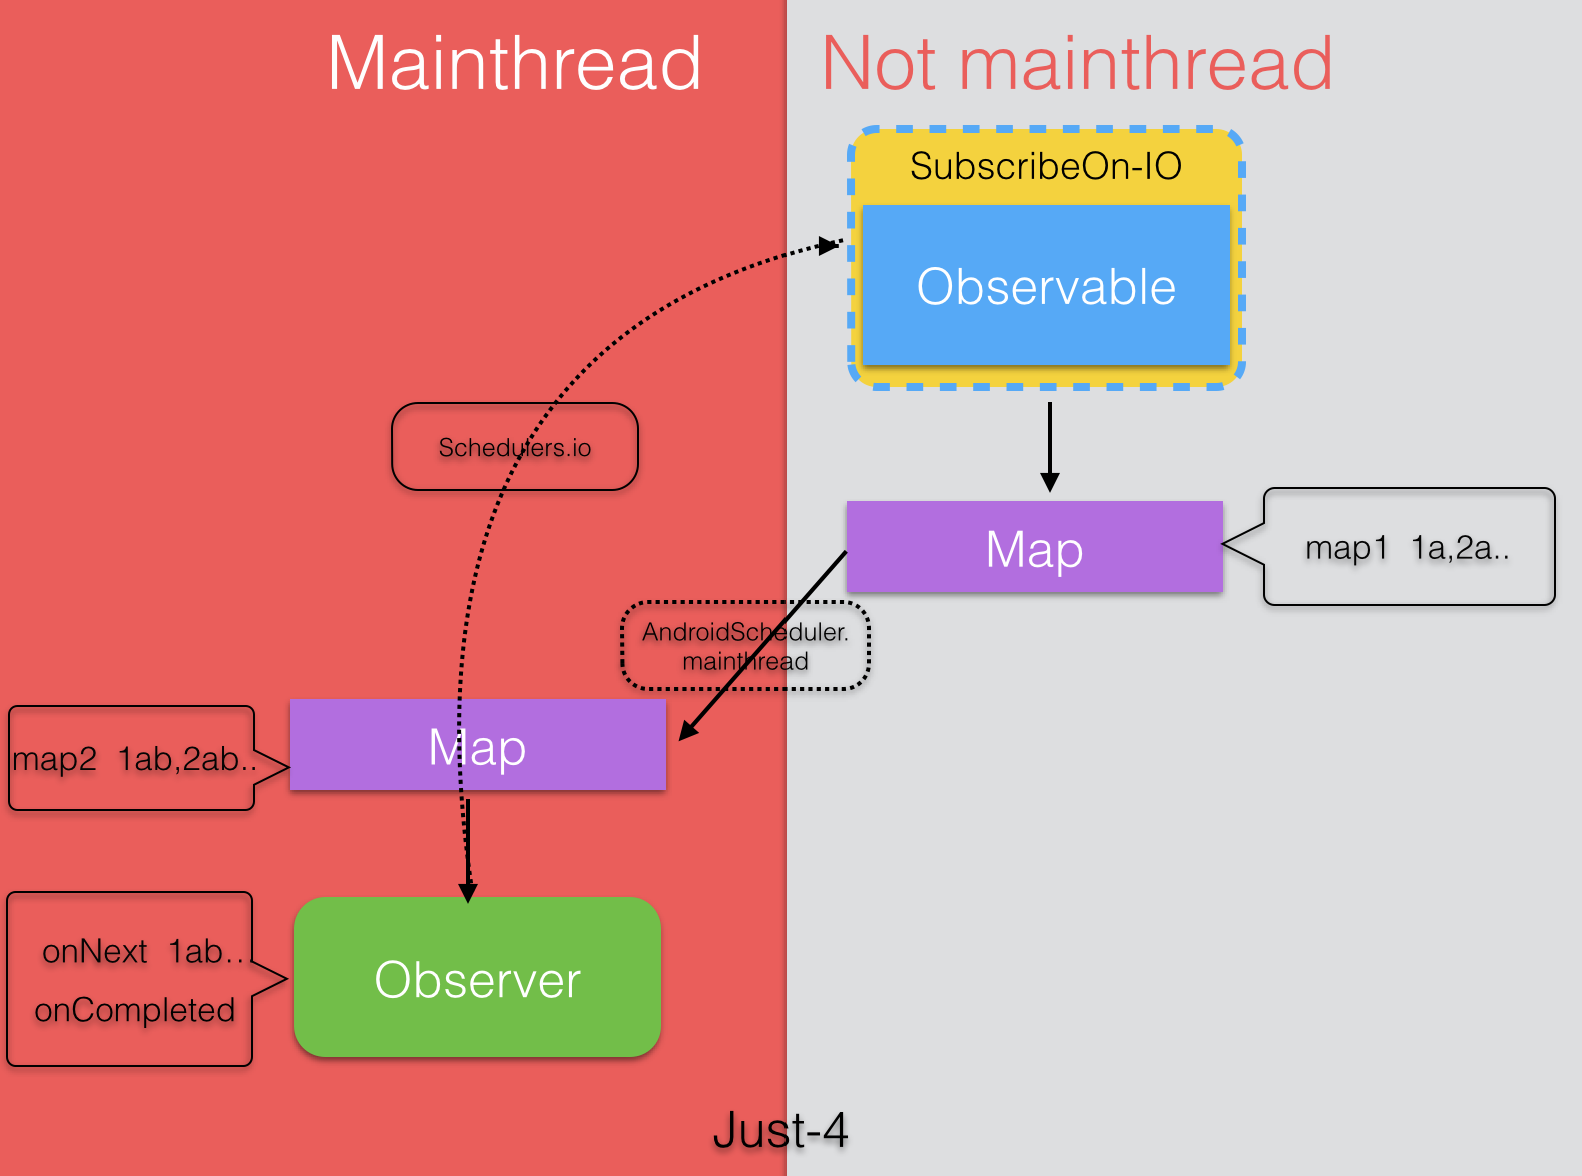 Mainthread
Not mainthread
SubscribeOn-IO
Observable
Schedulers.io
Map
map1 1a,2a..
AndroidScheduler.
mainthread
Map
map2 1ab,2ab..
Observer
onNext 1ab..
onCompleted
Just-4